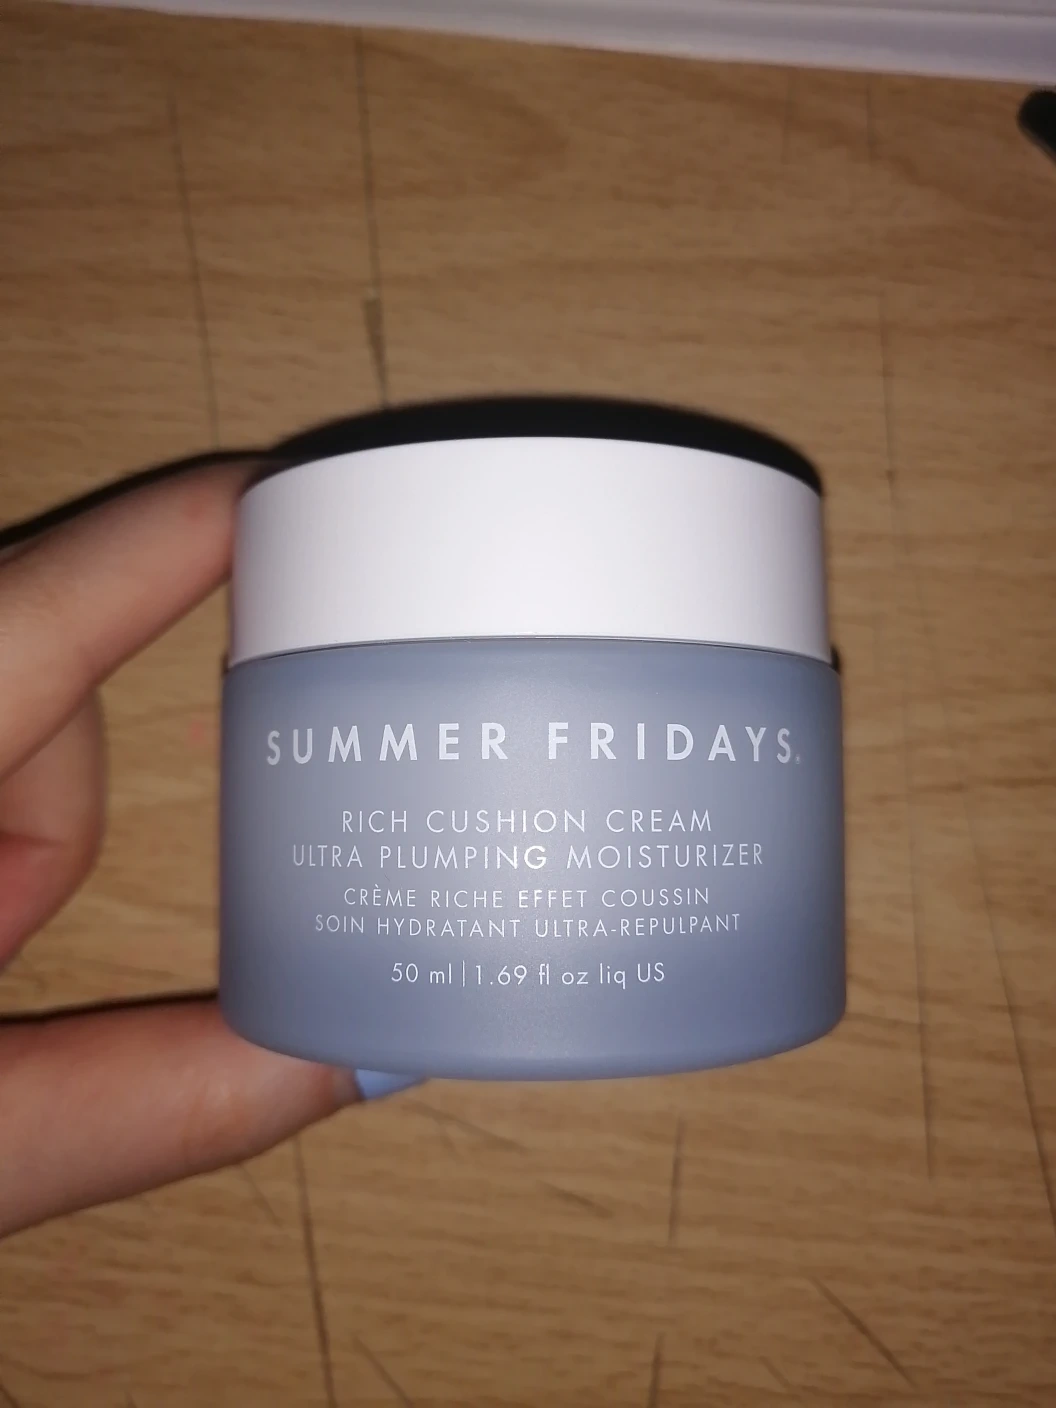 SUMMER FRIDAYS.
RICH CUSHION CREAM
ULTRA PLUMPING MOISTURIZER
CRÈME RICHE EFFET COUSSIN
SOIN HYDRATANT ULTRA-REPULPANT
50 ml | 1.69 fl oz liq US